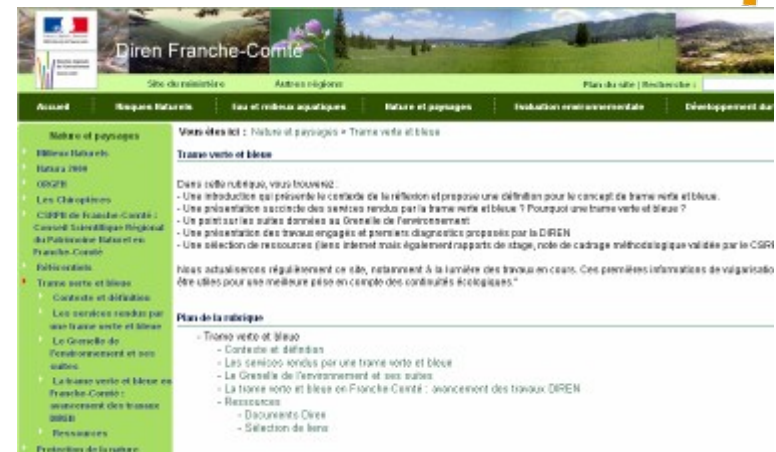 Diren Franche-Comté
Site du ministère
Autres régions
Plan du site | Recherche :
Accueil
Risques Naturels
Eau et milieux aquatiques
Nature et paysages
Evaluation environnementale
Développement dur
Nature et paysages
Milieux Naturels
Natura 2000
ORGFH
Les Chiroptères
CSRPN de Franche-Comté :
Conseil Scientifique Régional
du Patrimoine Naturel en
Franche-Comté
Référentiels
Trame verte et bleue
Contexte et définition
Les services rendus par
une trame verte et bleue
Le Grenelle de
l'environnement et ses
suites
La trame verte et bleue en
Franche-Comté :
avancement des travaux
DIREN
Ressources
Protection de la nature,
Vous êtes ici : Nature et paysages » Trame verte et bleue
Trame verte et bleue
Dans cette rubrique, vous trouverez :
- Une introduction qui présente le contexte de la réflexion et propose une définition pour le concept de trame verte et bleue.
- Une présentation succincte des services rendus par la trame verte et bleue ? Pourquoi une trame verte et bleue ?
- Un point sur les suites données au Grenelle de l'environnement
- Une présentation des travaux engagés et premiers diagnostics proposés par la DIREN
- Une sélection de ressources (liens internet mais également rapports de stage, note de cadrage méthodologique validée par le CSRP
Nous actualiserons régulièrement ce site, notamment à la lumière des travaux en cours. Ces premières informations de vulgarisatio
être utiles pour une meilleure prise en compte des continuités écologiques."
Plan de la rubrique
- Trame verte et bleue
- Contexte et définition
- Les services rendus par une trame verte et bleue
- Le Grenelle de l'environnement et ses suites
- La trame verte et bleue en Franche-Comté : avancement des travaux DIREN
- Ressources
- Documents Diren
- Sélection de liens